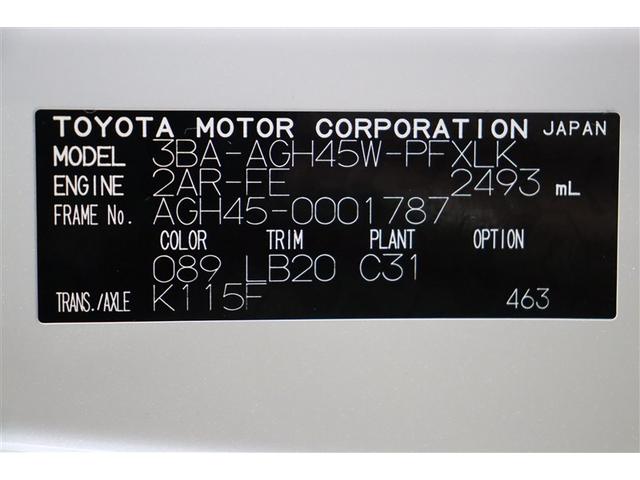 TOYOTA MOTOR CORPORATION JAPAN
MODEL 3BA-AGH45W-PFXLK
ENGINE 2AR-FE 2493 mL
FRAME No. AGH45-0001787
COLOR TRIM PLANT OPTION
089 LB20 C31
TRANS./AXLE K115F 463